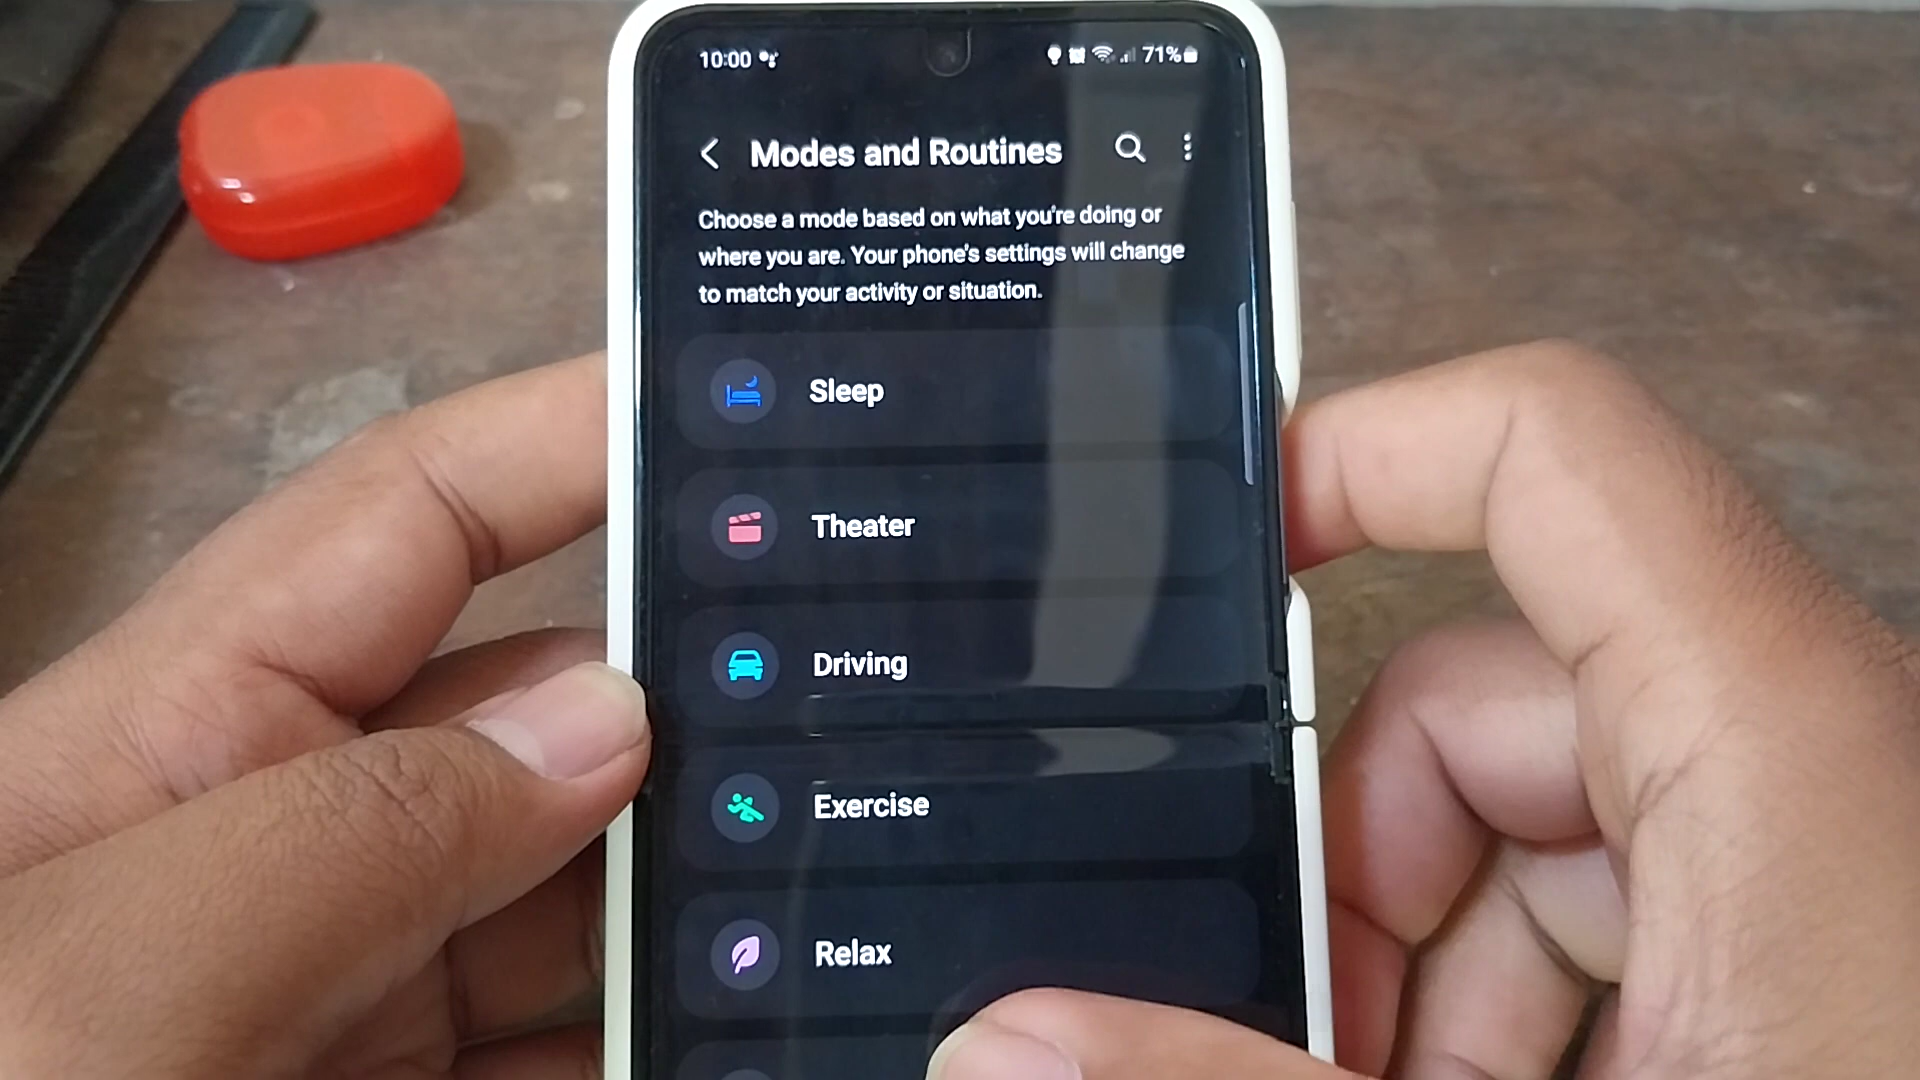 10:00 71%
Modes and Routines
Choose a mode based on what you're doing or
where you are. Your phone's settings will change
to match your activity or situation.
Sleep
Theater
Driving
Exercise
Relax